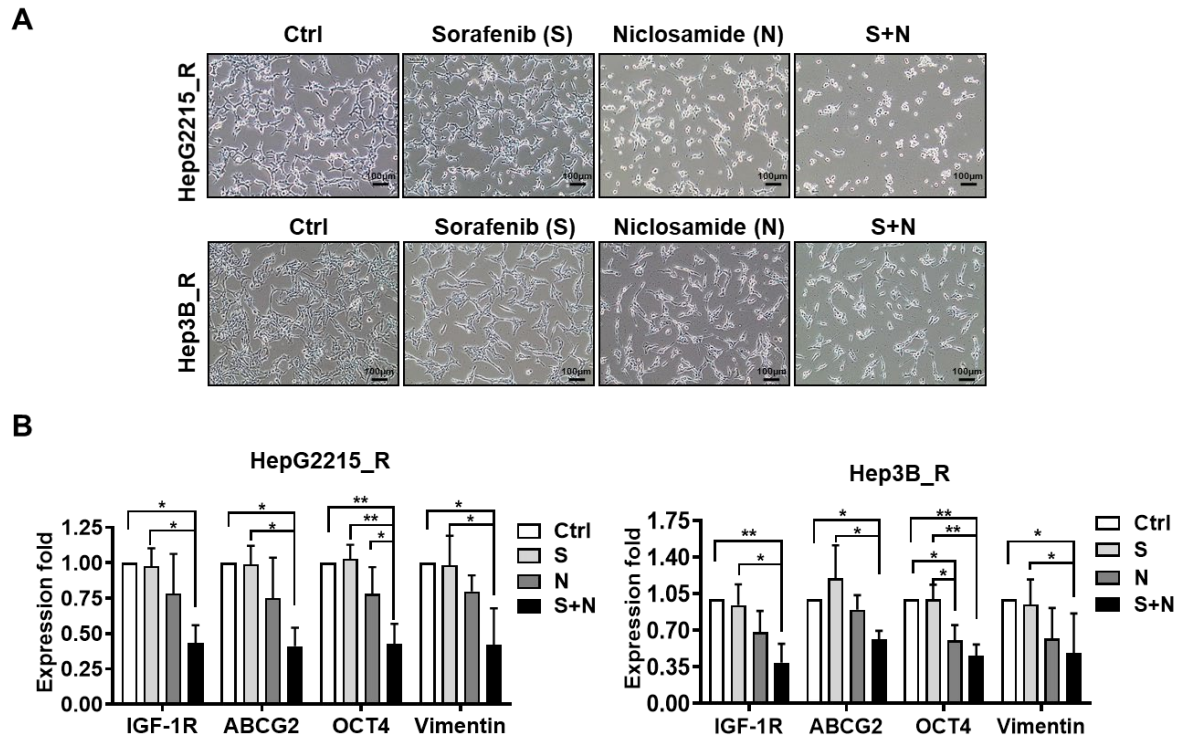 A
Ctrl Sorafenib (S) Niclosamide (N) S+N
HepG2215_R
100μm 100μm 100μm 100μm
Ctrl Sorafenib (S) Niclosamide (N) S+N
Hep3B_R
100μm 100μm 100μm 100μm
B
HepG2215_R
Expression fold
1.25
1.00
0.75
0.50
0.25
0.00
* * * * ** ** * * *
IGF-1R ABCG2 OCT4 Vimentin
Ctrl
S
N
S+N
Hep3B_R
Expression fold
1.75
1.40
1.05
0.70
0.35
0.00
** * * * ** ** * * * *
IGF-1R ABCG2 OCT4 Vimentin
Ctrl
S
N
S+N